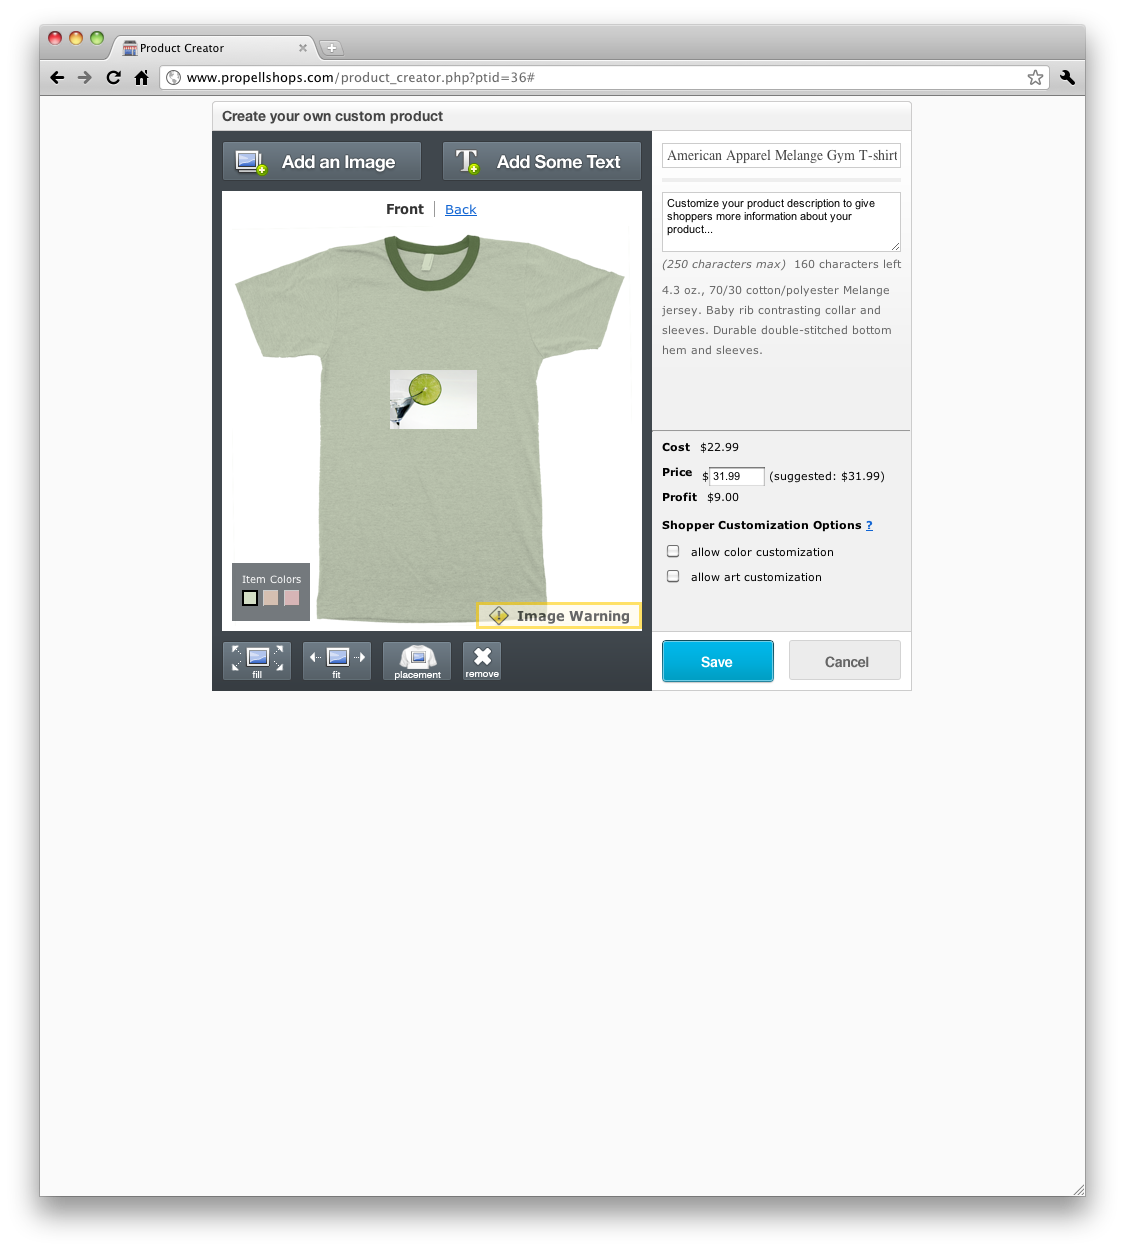 Product Creator
www.propellshops.com/product_creator.php?ptid=36#
Create your own custom product
Add an Image
Add Some Text
Front | Back
Item Colors
Image Warning
fill
fit
placement
remove
American Apparel Melange Gym T-shirt
Customize your product description to give
shoppers more information about your
product...
(250 characters max) 160 characters left
4.3 oz., 70/30 cotton/polyester Melange
jersey. Baby rib contrasting collar and
sleeves. Durable double-stitched bottom
hem and sleeves.
Cost $22.99
Price $31.99 (suggested: $31.99)
Profit $9.00
Shopper Customization Options ?
allow color customization
allow art customization
Save
Cancel